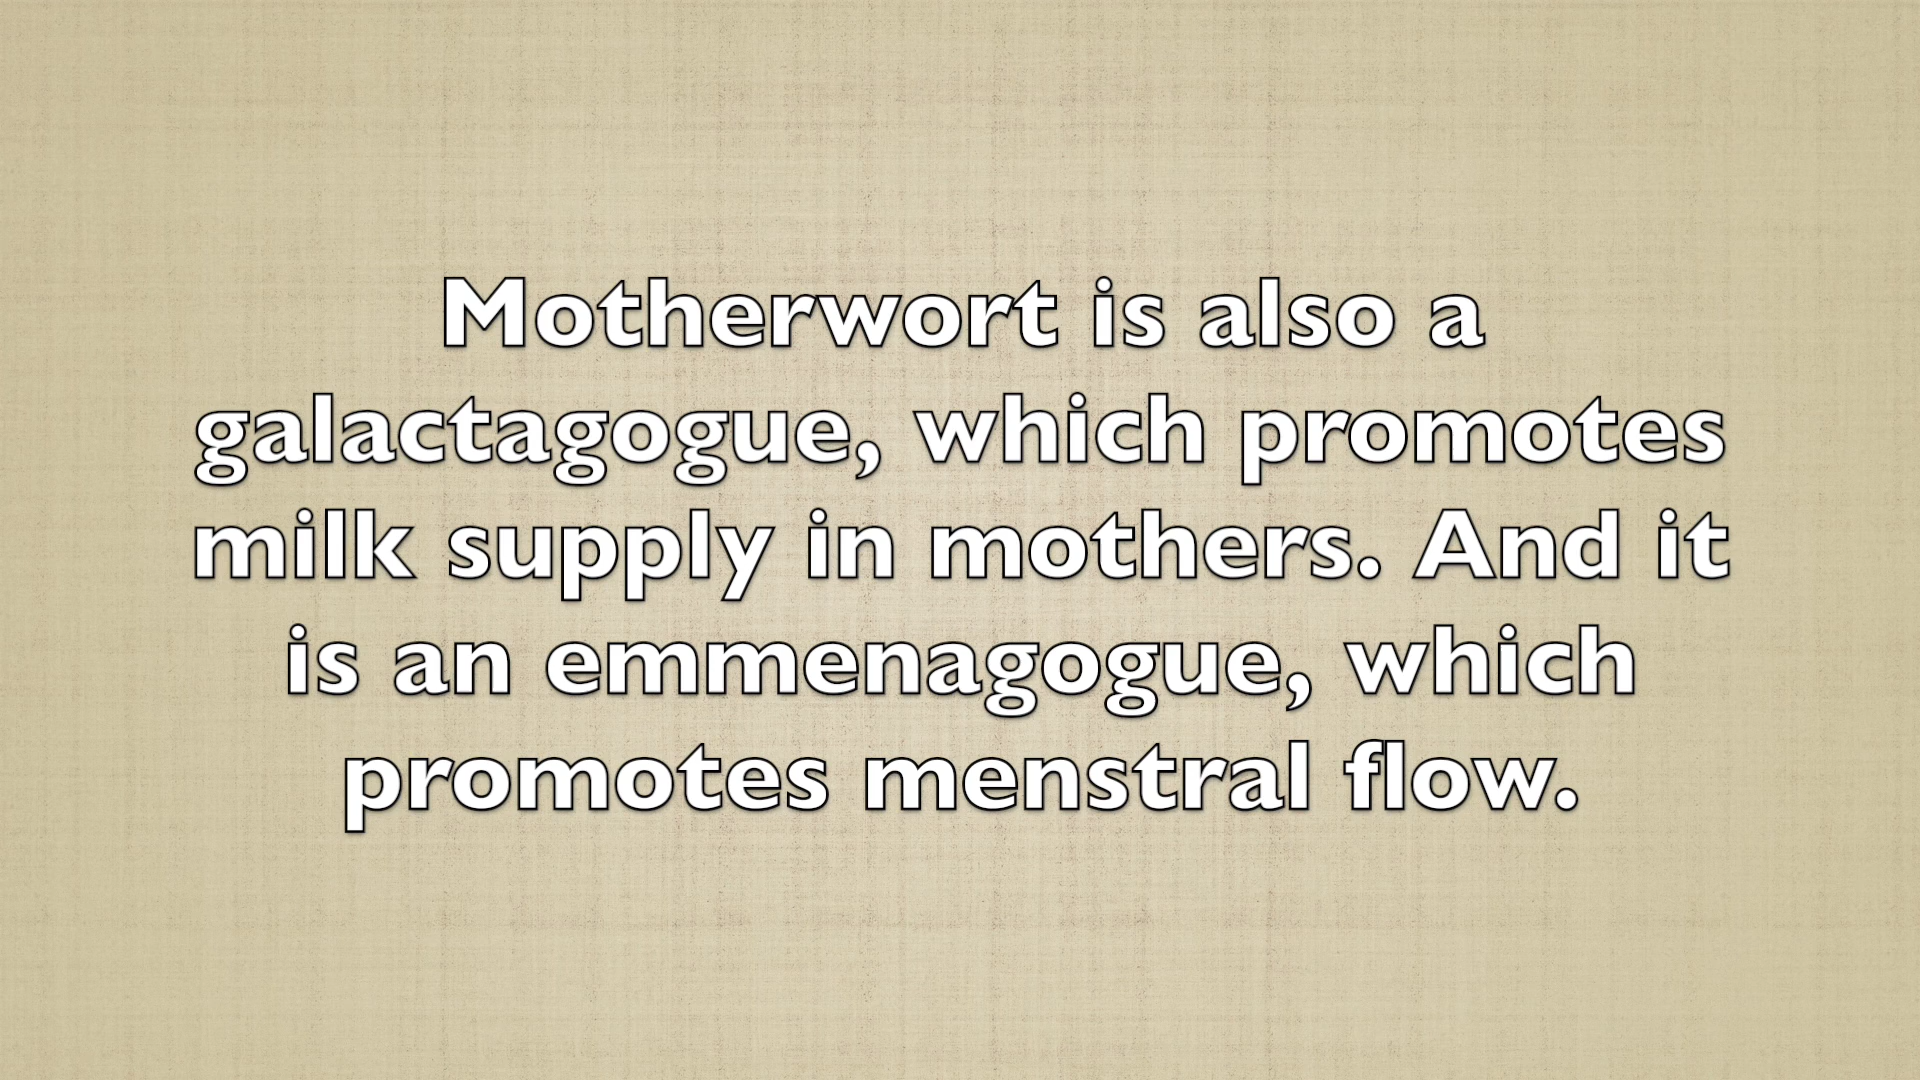 Motherwort is also a
galactagogue, which promotes
milk supply in mothers. And it
is an emmenagogue, which
promotes menstral flow.